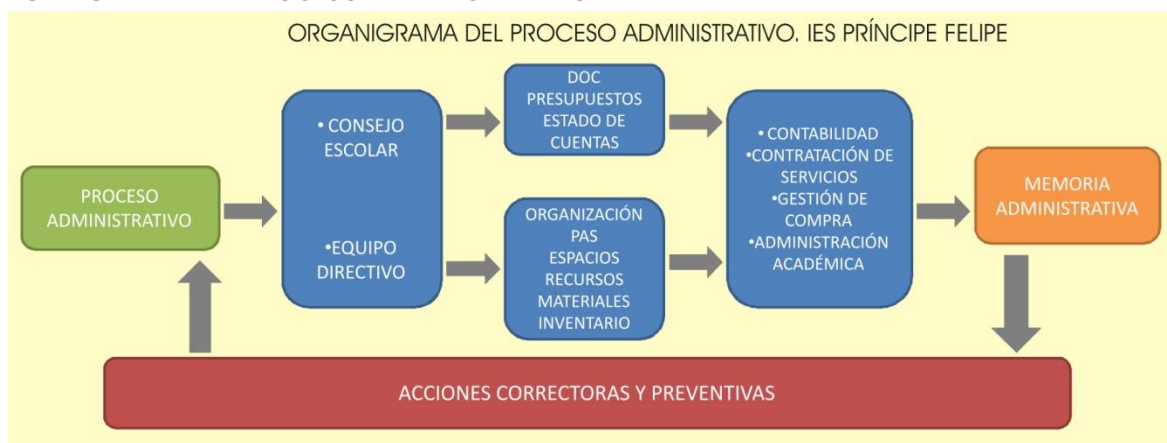 ORGANIGRAMA DEL PROCESO ADMINISTRATIVO. IES PRÍNCIPE FELIPE
PROCESO
ADMINISTRATIVO
• CONSEJO
ESCOLAR
•EQUIPO
DIRECTIVO
DOC
PRESUPUESTOS
ESTADO DE
CUENTAS
ORGANIZACIÓN
PAS
ESPACIOS
RECURSOS
MATERIALES
INVENTARIO
• CONTABILIDAD
•CONTRATACIÓN DE
SERVICIOS
•GESTIÓN DE
COMPRA
•ADMINISTRACIÓN
ACADÉMICA
MEMORIA
ADMINISTRATIVA
ACCIONES CORRECTORAS Y PREVENTIVAS